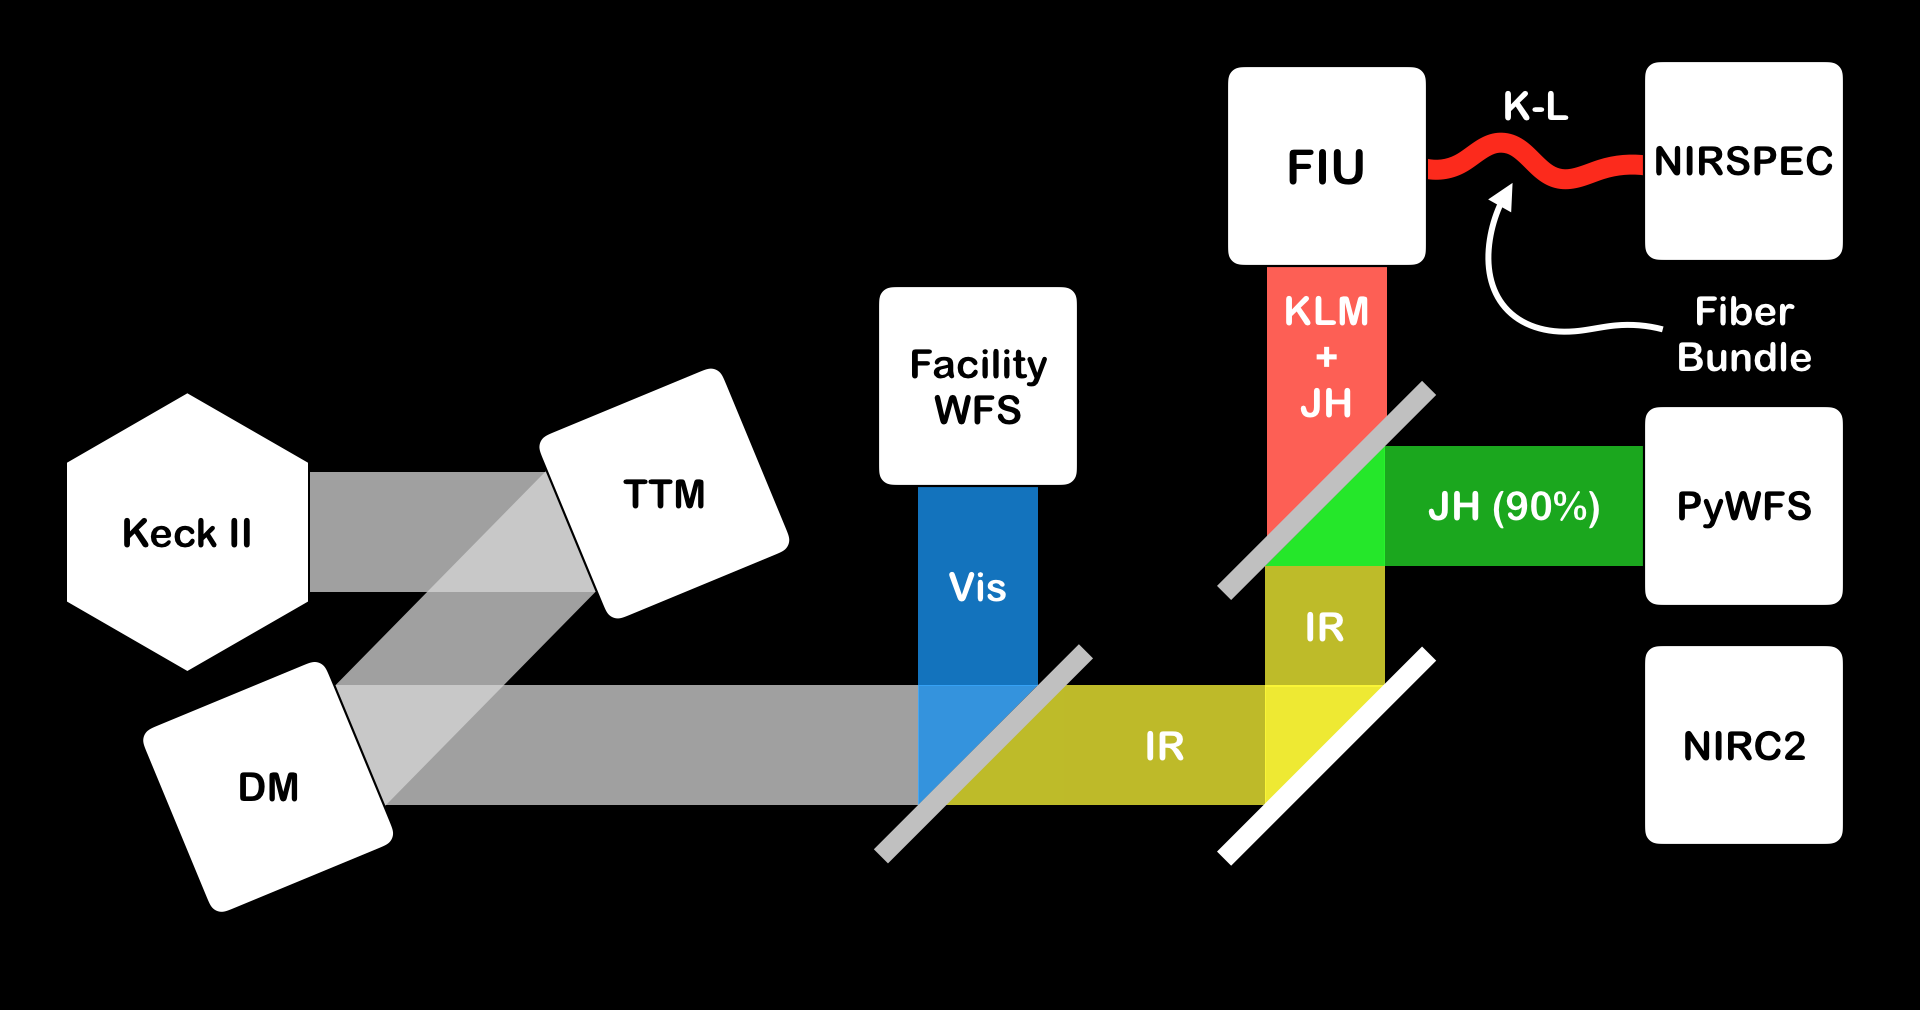 Keck II
TTM
DM
Facility
WFS
Vis
IR
IR
KLM
+
JH
FIU
K-L
NIRSPEC
Fiber
Bundle
JH (90%)
PyWFS
NIRC2